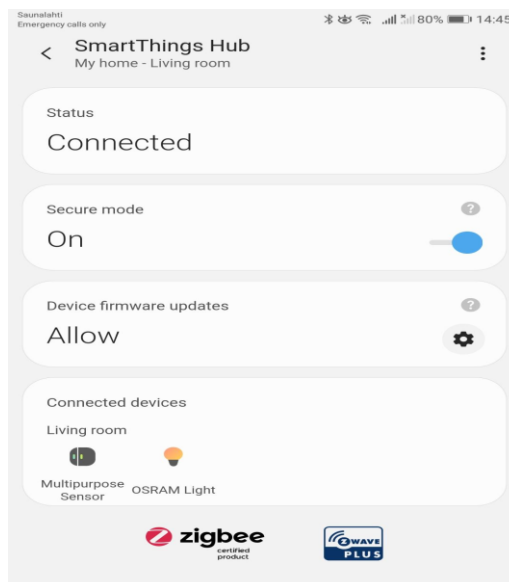 Saunalahti
Emergency calls only
80% 14:45
SmartThings Hub
My home - Living room
Status
Connected
Secure mode
?
On
Device firmware updates
?
Allow
Connected devices
Living room
Multipurpose
Sensor
OSRAM Light
zigbee
certified
product
Z WAVE
PLUS